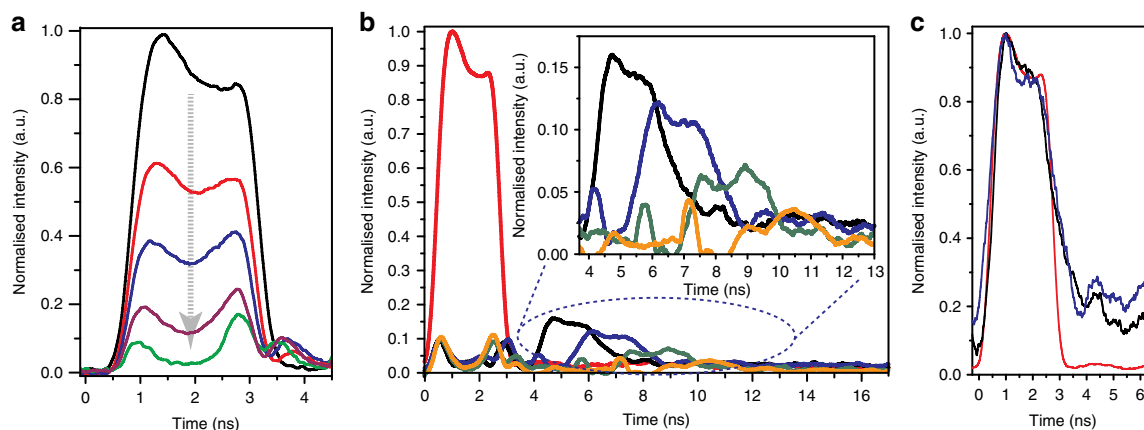 a
1.0
0.8
0.6
0.4
0.2
0.0
Normalised intensity (a.u.)
0 1 2 3 4
Time (ns)
b
1.0
0.9
0.8
0.7
0.6
0.5
0.4
0.3
0.2
0.1
0.0
Normalised intensity (a.u.)
0 2 4 6 8 10 12 14 16
Time (ns)
0.15
0.10
0.05
0.00
Normalised intensity (a.u.)
4 5 6 7 8 9 10 11 12 13
Time (ns)
c
1.0
0.8
0.6
0.4
0.2
0.0
Normalised intensity (a.u.)
0 1 2 3 4 5 6
Time (ns)